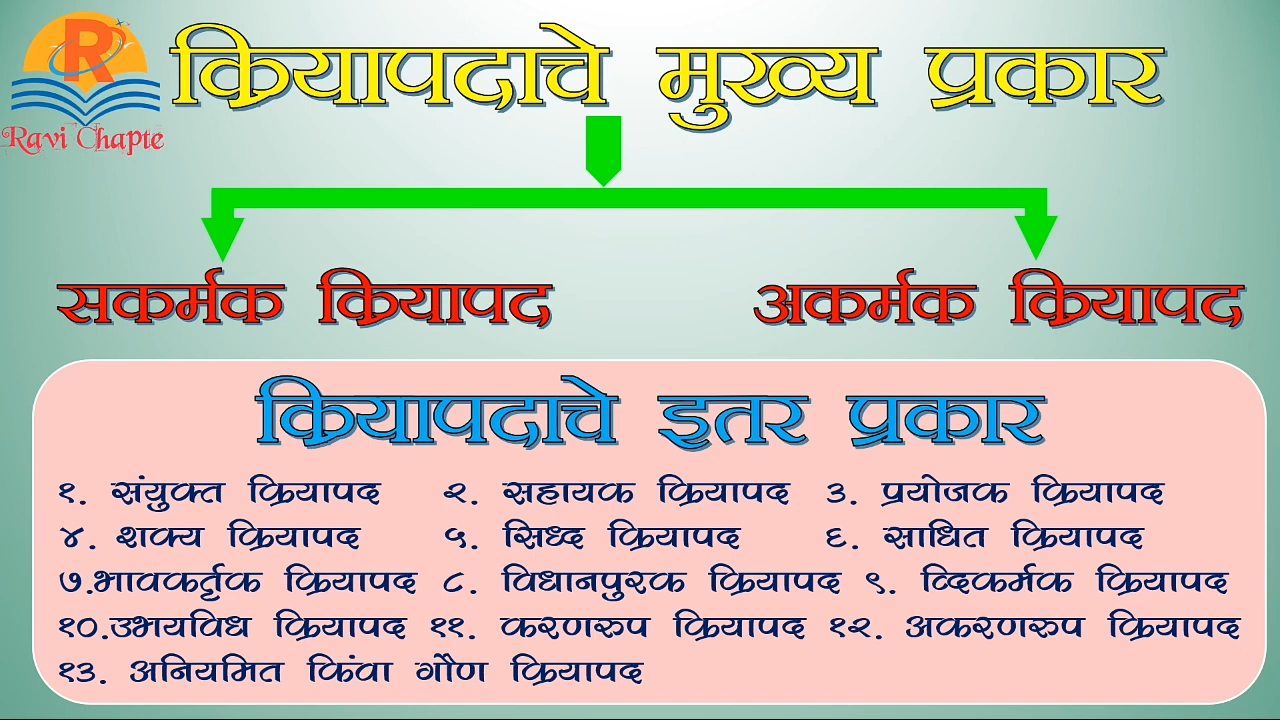 क्रियापदाचे मुख्य प्रकार
Ravi Chapte
सकर्मक क्रियापद अकर्मक क्रियापद
क्रियापदाचे इतर प्रकार
१. संयुक्त क्रियापद २. सहायक क्रियापद ३. प्रयोजक क्रियापद
४. शक्य क्रियापद ५. सिध्द क्रियापद ६. साधित क्रियापद
७.भावकर्तृक क्रियापद ८. विधानपुरक क्रियापद ९. व्दिकर्मक क्रियापद
१०.उभयविध क्रियापद ११. करणरुप क्रियापद १२. अकरणरुप क्रियापद
१३. अनियमित किंवा गौण क्रियापद